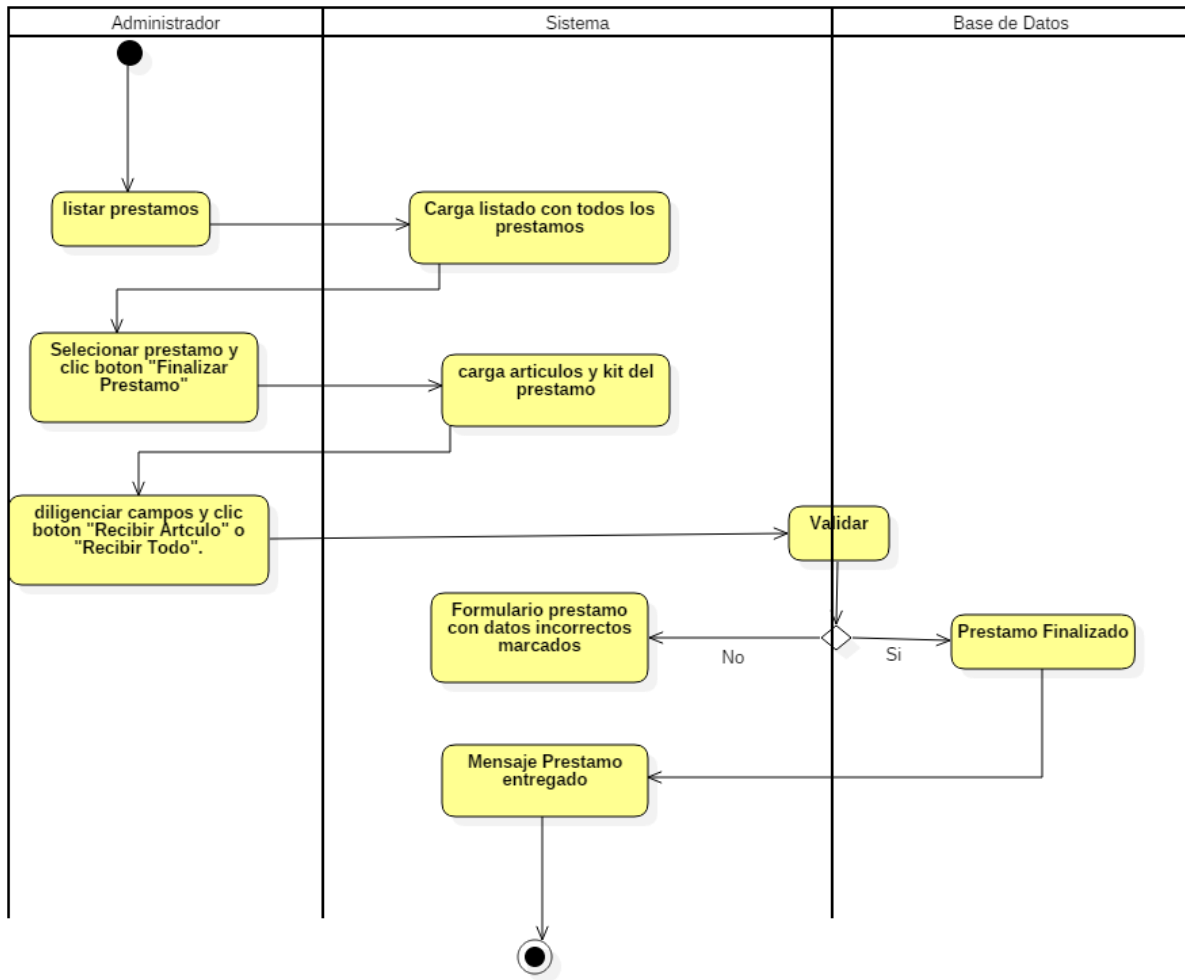 Administrador
Sistema
Base de Datos
listar prestamos
Carga listado con todos los
prestamos
Selecionar prestamo y
clic boton "Finalizar
Prestamo"
carga articulos y kit del
prestamo
diligenciar campos y clic
boton "Recibir Artculo" o
"Recibir Todo".
Validar
Formulario prestamo
con datos incorrectos
marcados
No
Si
Prestamo Finalizado
Mensaje Prestamo
entregado